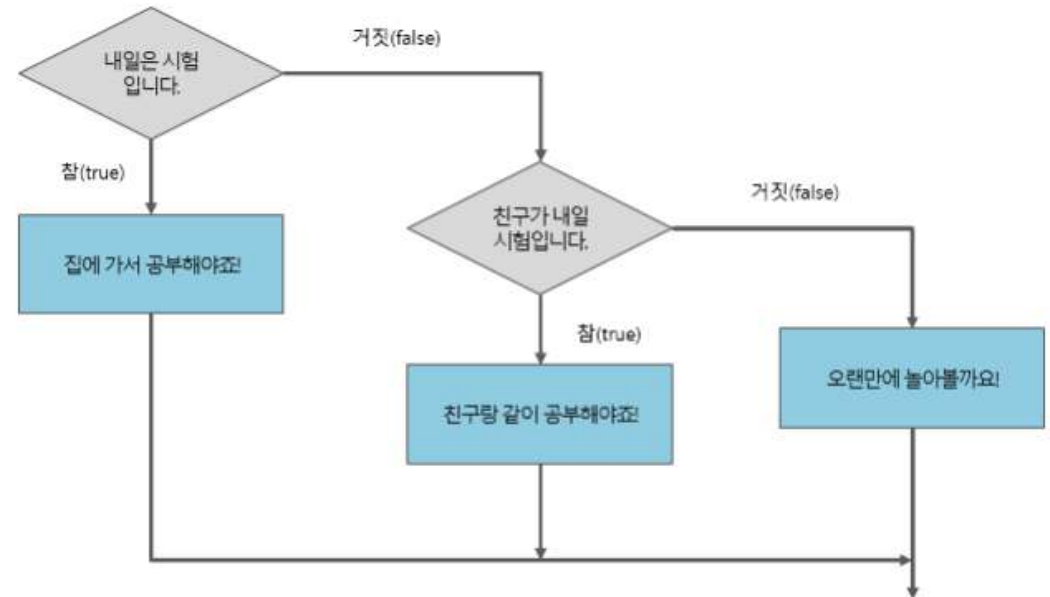 거짓(false)
내일은 시험
입니다.
참(true)
거짓(false)
친구가 내일
시험입니다.
집에 가서 공부해야죠!
참(true)
오랜만에 놀아볼까요!
친구랑 같이 공부해야죠!